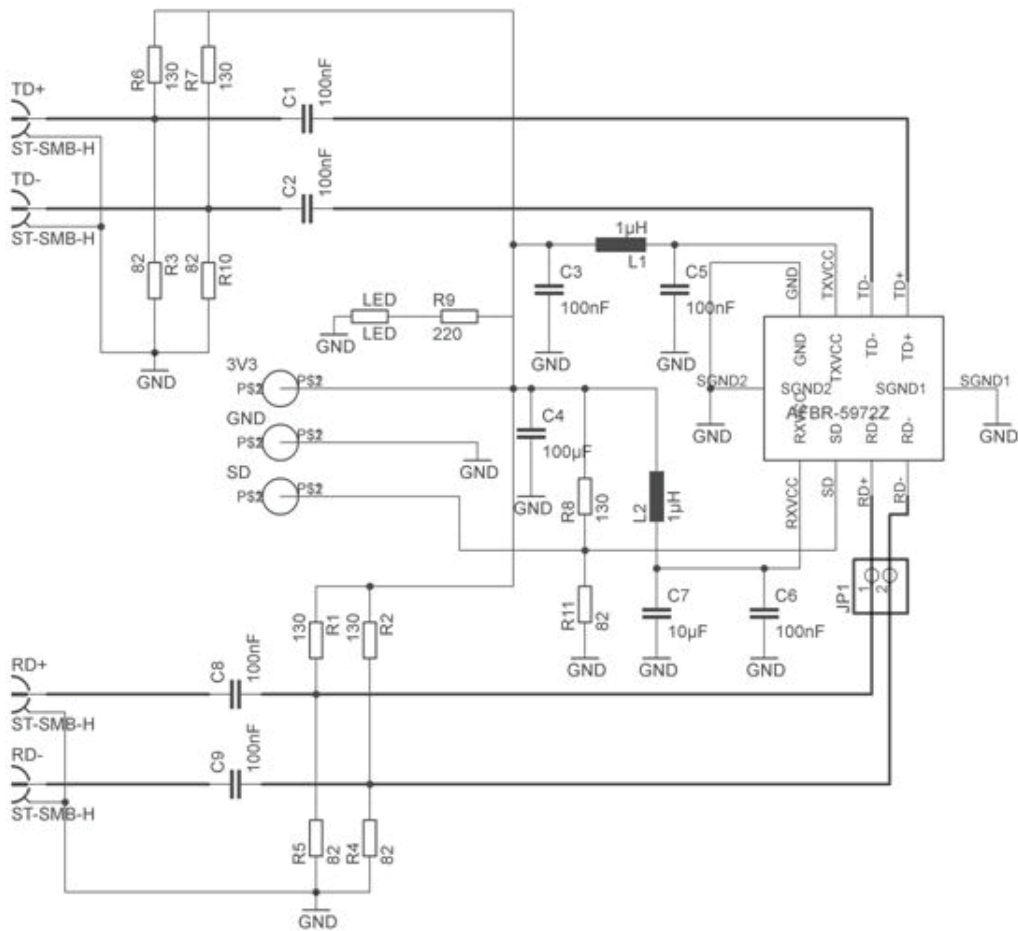 R6
130
R7
130
TD+
C1
100nF
ST-SMB-H
TD-
C2
100nF
ST-SMB-H
82
R3
82
R10
GND
1µH
L1
C3
100nF
GND
C5
100nF
GND
LED
LED
R9
220
GND
GND
TXVCC
TD-
TD+
GND
TXVCC
TD-
TD+
SGND2
SGND2
SGND1
SGND1
AFBR-5972Z
GND
GND
RXVCC
SD
RD+
RD-
RXVCC
SD
RD+
RD-
3V3
P$2
P$2
GND
P$2
P$2
GND
SD
P$2
P$2
C4
100µF
GND
R8
130
L2
1µH
R11
82
GND
C7
10µF
GND
C6
100nF
GND
JP1
1
2
130
R1
130
R2
RD+
C8
100nF
ST-SMB-H
RD-
C9
100nF
ST-SMB-H
R5
82
R4
82
GND